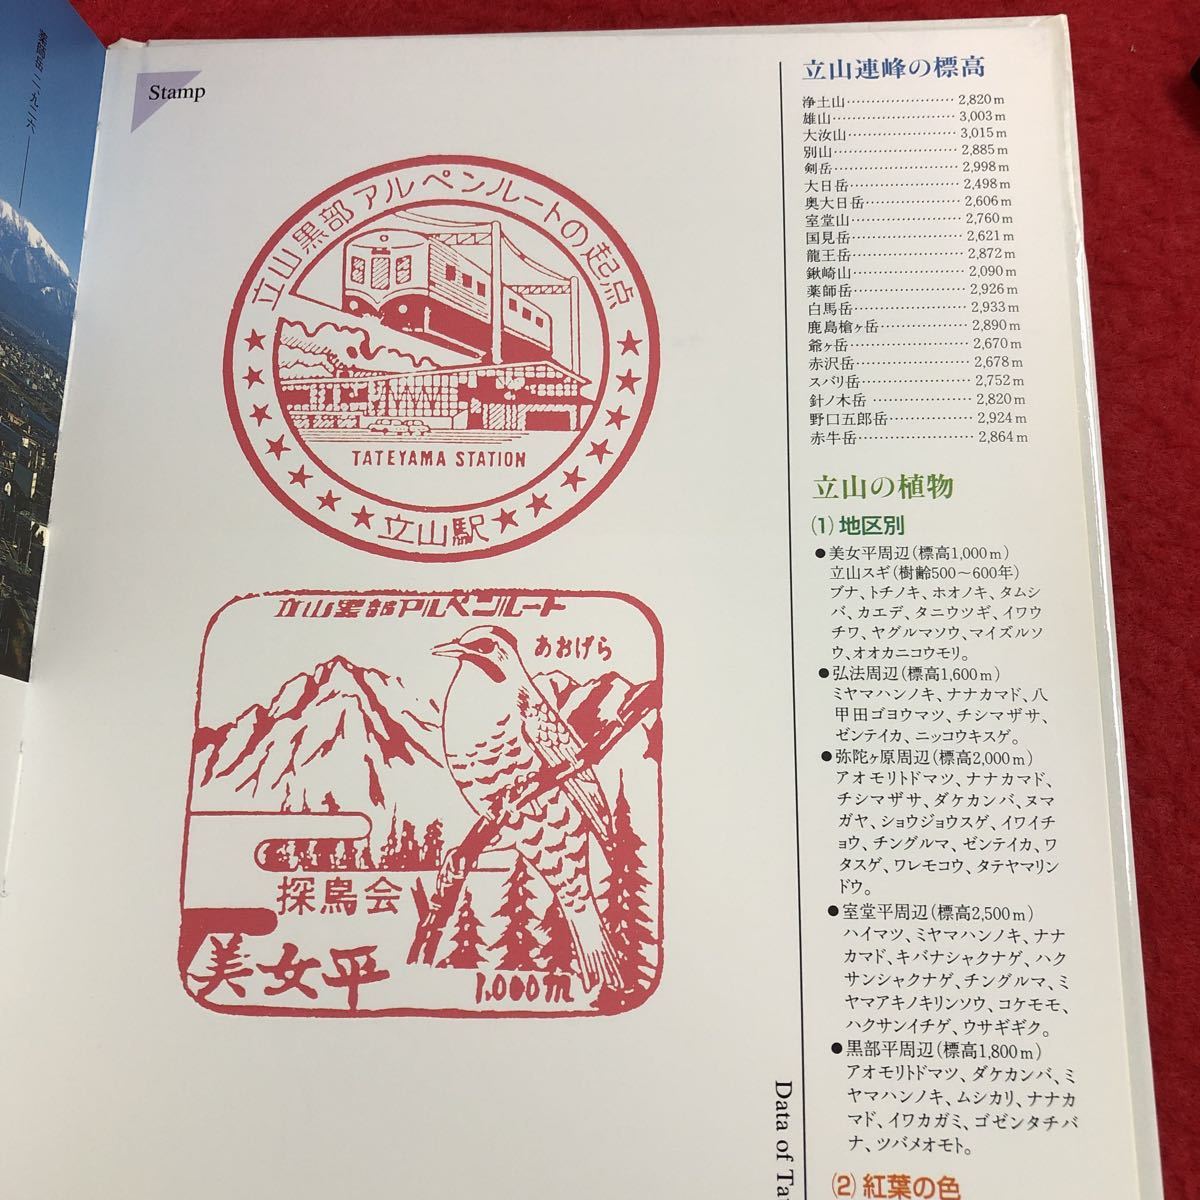 Stamp
立山黒部アルペンルートの起点
TATEYAMA STATION
★★★★★立山駅★★★★★
立山黒部アルペンルート
あおげら
探鳥会
美女平
1,000m
立山連峰の標高
浄土山……………………2,820m
雄山………………………3,003m
大汝山……………………3,015m
別山………………………2,885m
剣岳………………………2,998m
大日岳……………………2,498m
奥大日岳…………………2,606m
室堂山……………………2,760m
国見岳……………………2,621m
龍王岳……………………2,872m
鍬崎山……………………2,090m
薬師岳……………………2,926m
白馬岳……………………2,933m
鹿島槍ヶ岳………………2,890m
爺ヶ岳……………………2,670m
赤沢岳……………………2,678m
スバリ岳…………………2,752m
針ノ木岳…………………2,820m
野口五郎岳………………2,924m
赤牛岳……………………2,864m
立山の植物
(1)地区別
●美女平周辺(標高1,000m)
立山スギ(樹齢500〜600年)
ブナ、トチノキ、ホオノキ、タムシ
バ、カエデ、タニウツギ、イワウ
チワ、ヤグルマソウ、マイズルソ
ウ、オオカニコウモリ。
●弘法周辺(標高1,600m)
ミヤマハンノキ、ナナカマド、八
甲田ゴヨウマツ、チシマザサ、
ゼンテイカ、ニッコウキスゲ。
●弥陀ヶ原周辺(標高2,000m)
アオモリトドマツ、ナナカマド、
チシマザサ、ダケカンバ、ヌマ
ガヤ、ショウジョウスゲ、イワイチ
ョウ、チングルマ、ゼンテイカ、ワ
タスゲ、ワレモコウ、タテヤマリン
ドウ。
●室堂平周辺(標高2,500m)
ハイマツ、ミヤマハンノキ、ナナ
カマド、キバナシャクナゲ、ハク
サンシャクナゲ、チングルマ、ミ
ヤマアキノキリンソウ、コケモモ、
ハクサンイチゲ、ウサギギク。
●黒部平周辺(標高1,800m)
アオモリトドマツ、ダケカンバ、ミ
ヤマハンノキ、ムシカリ、ナナカ
マド、イワカガミ、ゴゼンタチバ
ナ、ツバメオモト。
(2)紅葉の色
Data of Ta